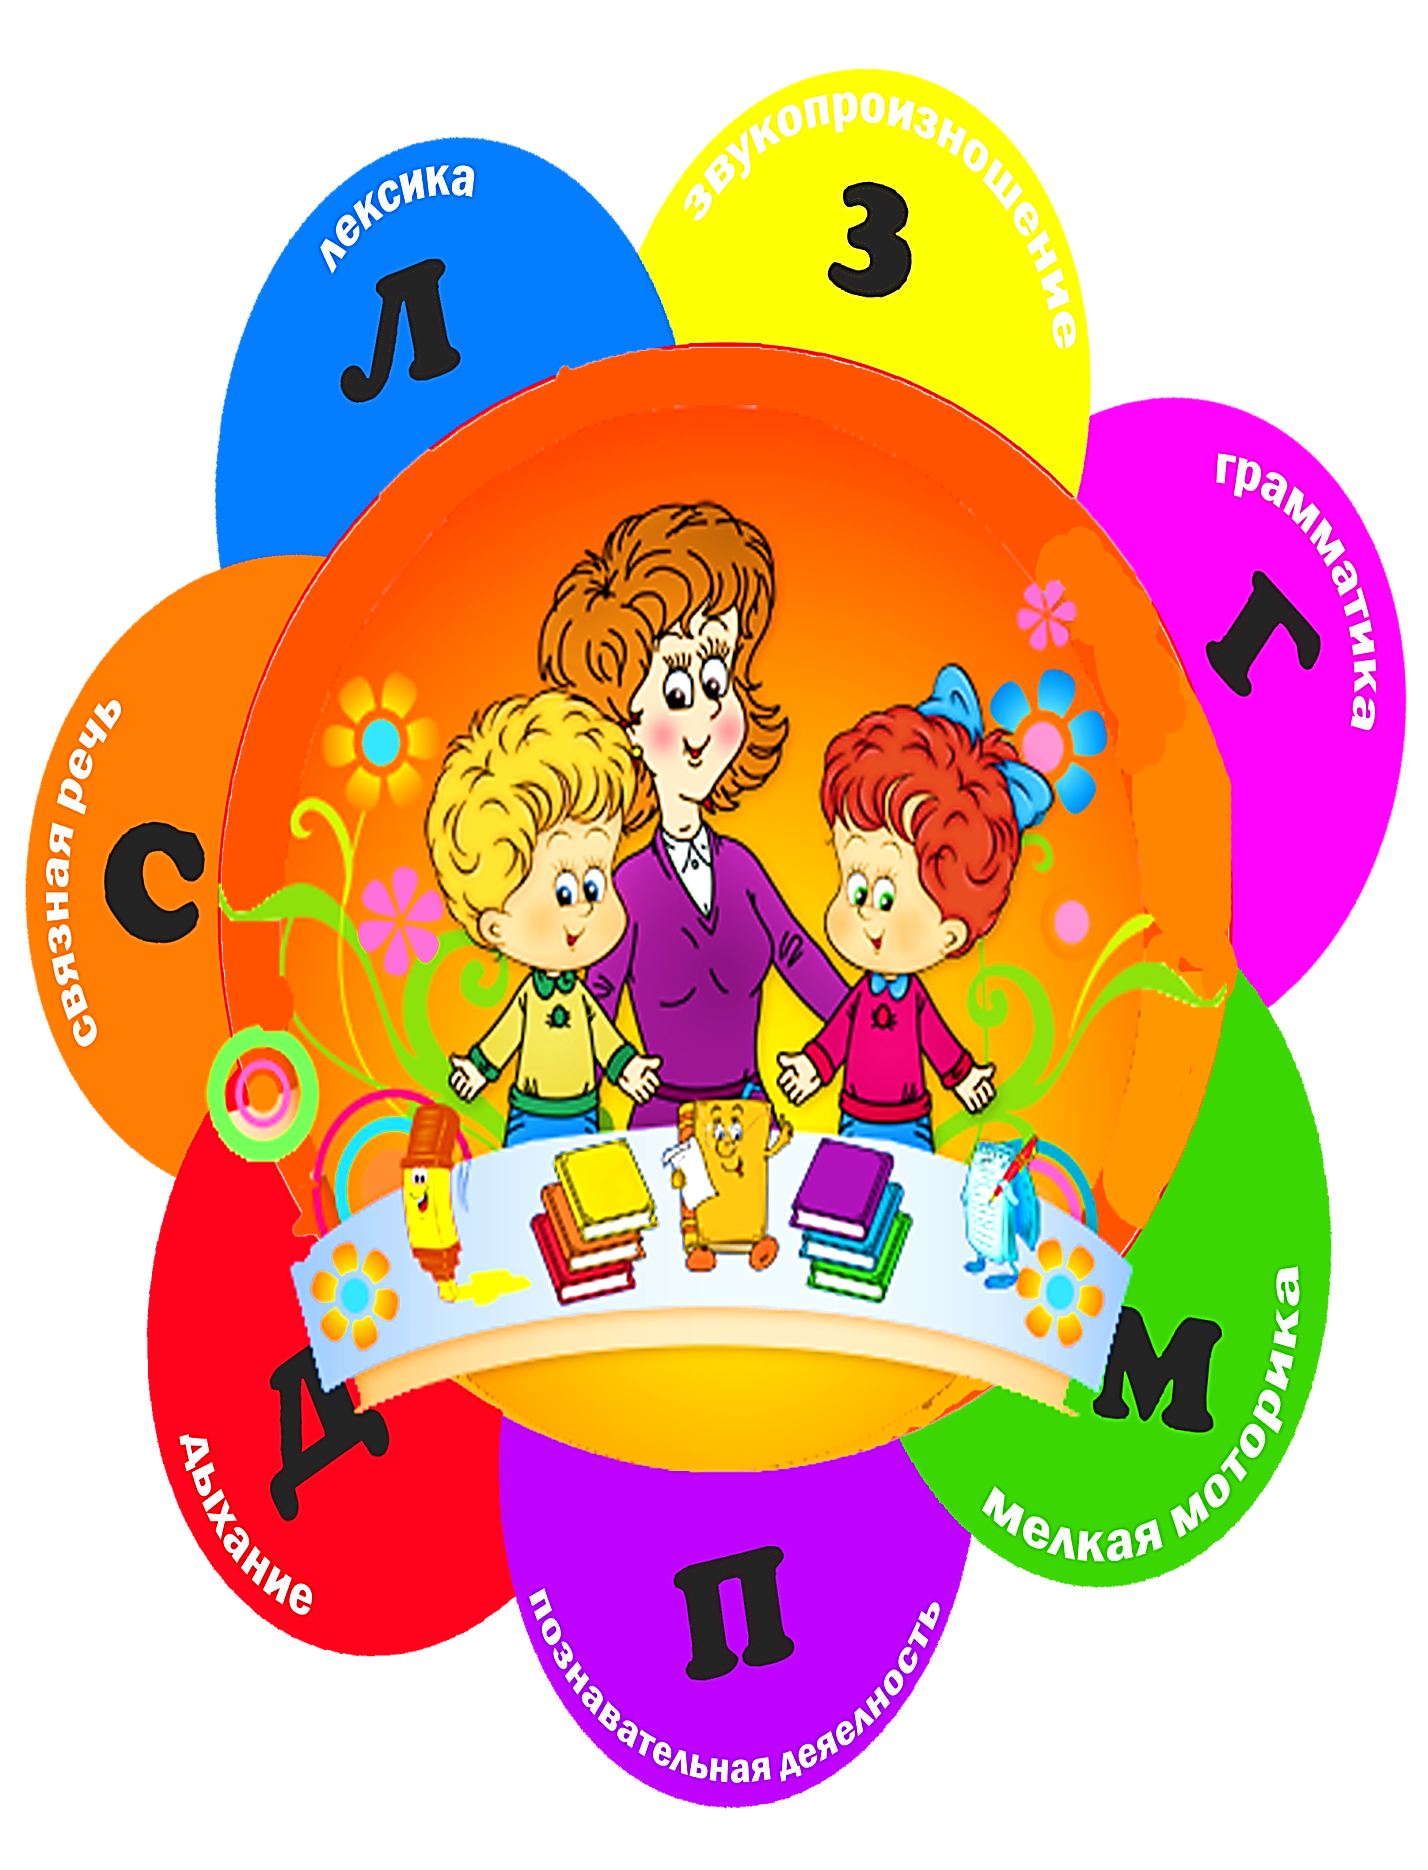 звукопроизношение
З
грамматика
Г
мелкая моторика
М
познавательная деяелность
П
дыхание
Д
связная речь
С
лексика
Л